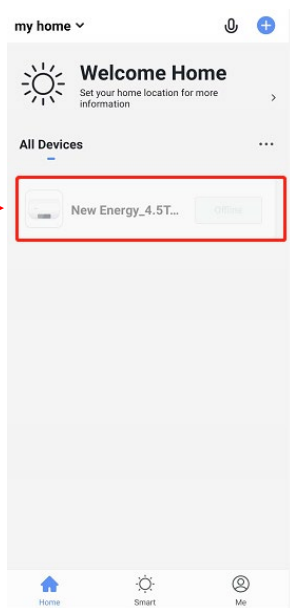 my home
Welcome Home
Set your home location for more
information
All Devices
New Energy_4.5T...
Offline
Home
Smart
Me